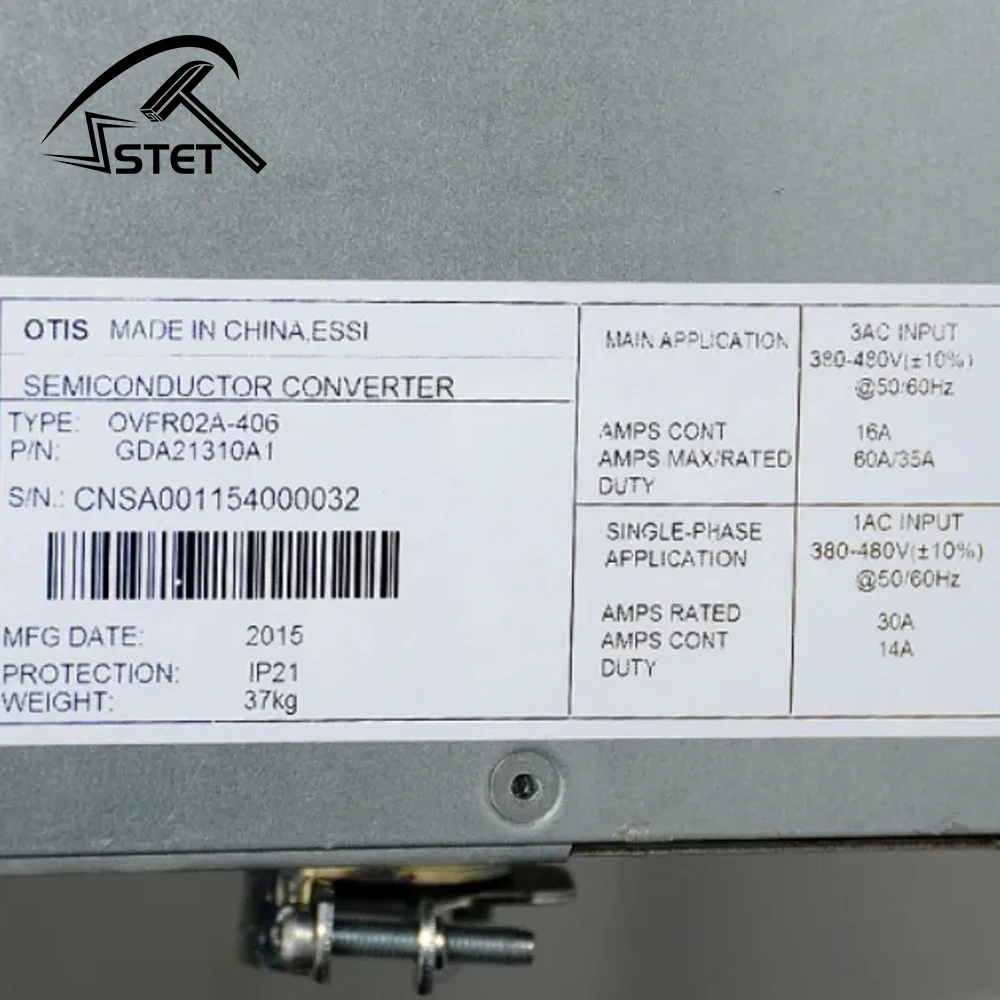 STET
OTIS MADE IN CHINA,ESSI
SEMICONDUCTOR CONVERTER
TYPE: OVFR02A-406
P/N: GDA21310A1
S/N.: CNSA001154000032
MFG DATE: 2015
PROTECTION: IP21
WEIGHT: 37kg
MAIN APPLICATION
3AC INPUT
380-480V(±10%)
@50/60Hz
AMPS CONT 16A
AMPS MAX/RATED 60A/35A
DUTY
SINGLE-PHASE
APPLICATION
1AC INPUT
380-480V(±10%)
@50/60Hz
AMPS RATED 30A
AMPS CONT 14A
DUTY